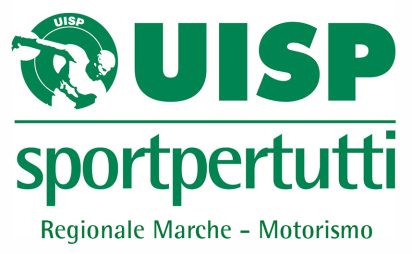 UISP
UISP
sportpertutti
Regionale Marche - Motorismo